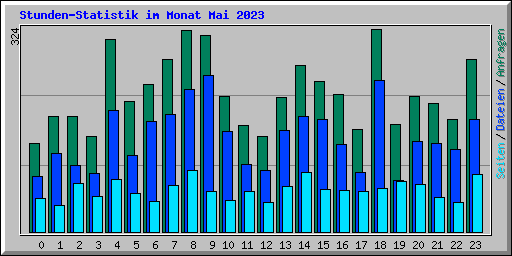 Stunden-Statistik im Monat Mai 2023
324
Seiten / Dateien / Anfragen
0 1 2 3 4 5 6 7 8 9 10 11 12 13 14 15 16 17 18 19 20 21 22 23